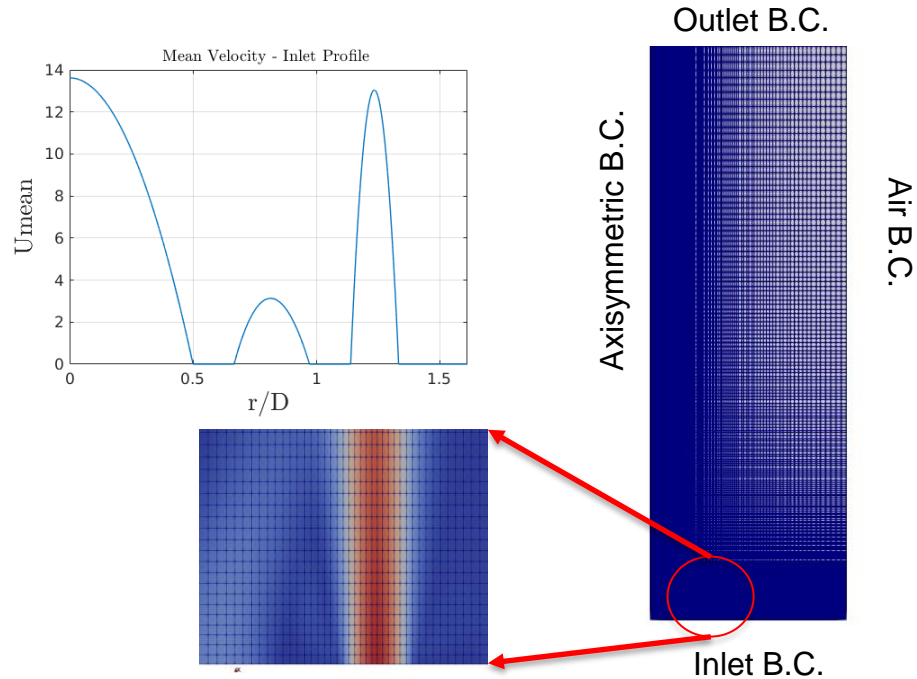 Outlet B.C.
Mean Velocity - Inlet Profile
14
12
10
8
6
4
2
0
Umean
0 0.5 1 1.5
r/D
Axisymmetric B.C.
Air B.C.
Inlet B.C.